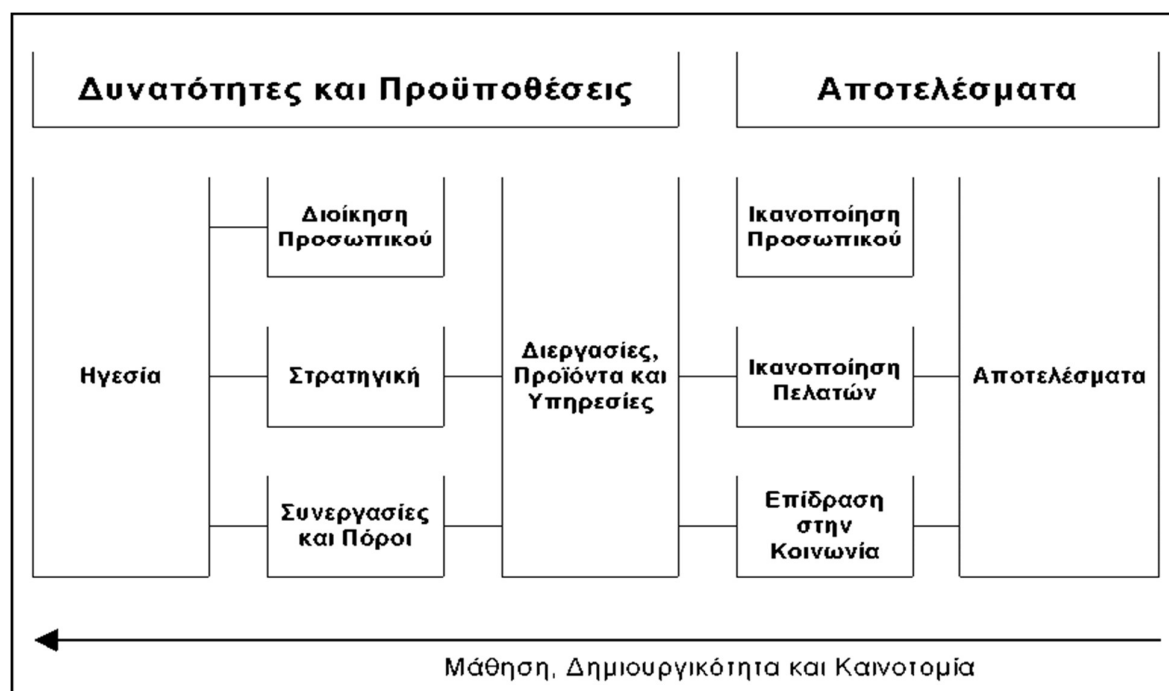 Δυνατότητες και Προϋποθέσεις
Αποτελέσματα
Ηγεσία
Διοίκηση
Προσωπικού
Στρατηγική
Συνεργασίες
και Πόροι
Διεργασίες,
Προϊόντα και
Υπηρεσίες
Ικανοποίηση
Προσωπικού
Ικανοποίηση
Πελατών
Επίδραση
στην
Κοινωνία
Αποτελέσματα
Μάθηση, Δημιουργικότητα και Καινοτομία